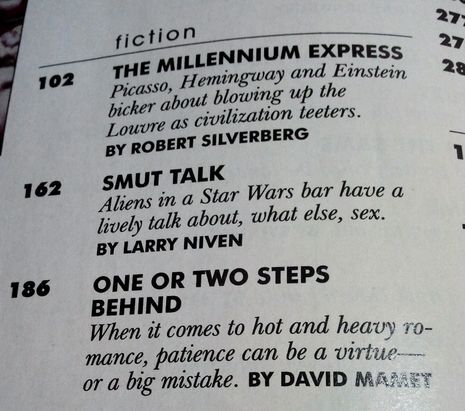 fiction
102 THE MILLENNIUM EXPRESS
Picasso, Hemingway and Einstein
bicker about blowing up the
Louvre as civilization teeters.
BY ROBERT SILVERBERG
162 SMUT TALK
Aliens in a Star Wars bar have a
lively talk about, what else, sex.
BY LARRY NIVEN
186 ONE OR TWO STEPS
BEHIND
When it comes to hot and heavy ro-
mance, patience can be a virtue—
or a big mistake. BY DAVID MAMET
27
28